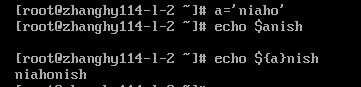 [root@zhanghy114-l-2 ~]# a='niaho'
[root@zhanghy114-l-2 ~]# echo $anish

[root@zhanghy114-l-2 ~]# echo ${a}nish
niahonish